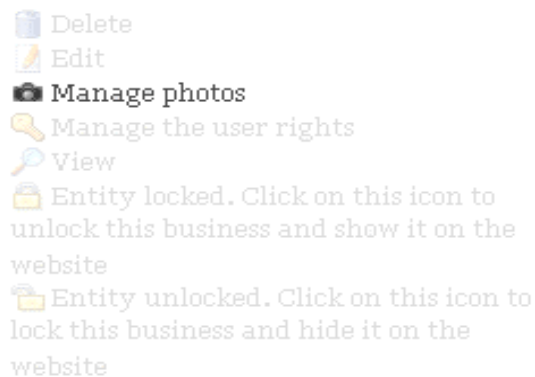 Delete
Edit
Manage photos
Manage the user rights
View
Entity locked. Click on this icon to
unlock this business and show it on the
website
Entity unlocked. Click on this icon to
lock this business and hide it on the
website